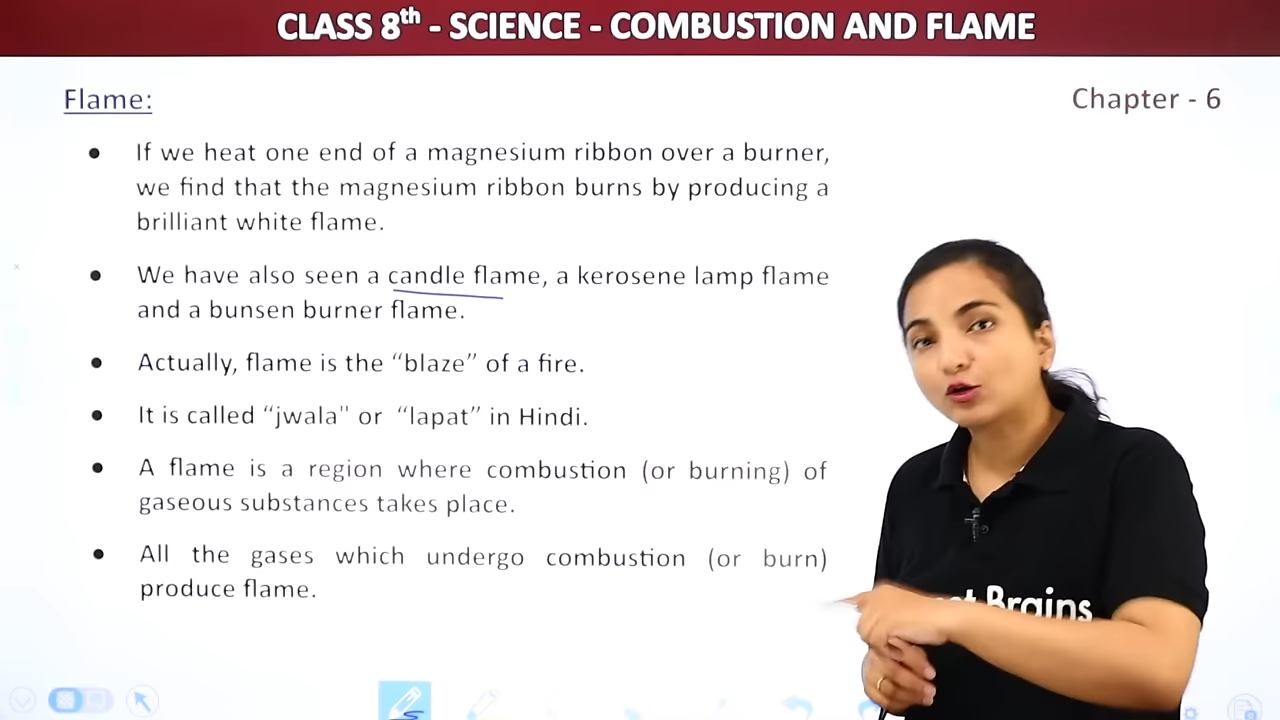 CLASS 8th - SCIENCE - COMBUSTION AND FLAME
Flame:
Chapter - 6
● If we heat one end of a magnesium ribbon over a burner,
we find that the magnesium ribbon burns by producing a
brilliant white flame.
● We have also seen a candle flame, a kerosene lamp flame
and a bunsen burner flame.
● Actually, flame is the “blaze” of a fire.
● It is called “jwala" or “lapat” in Hindi.
● A flame is a region where combustion (or burning) of
gaseous substances takes place.
● All the gases which undergo combustion (or burn)
produce flame.
Brains